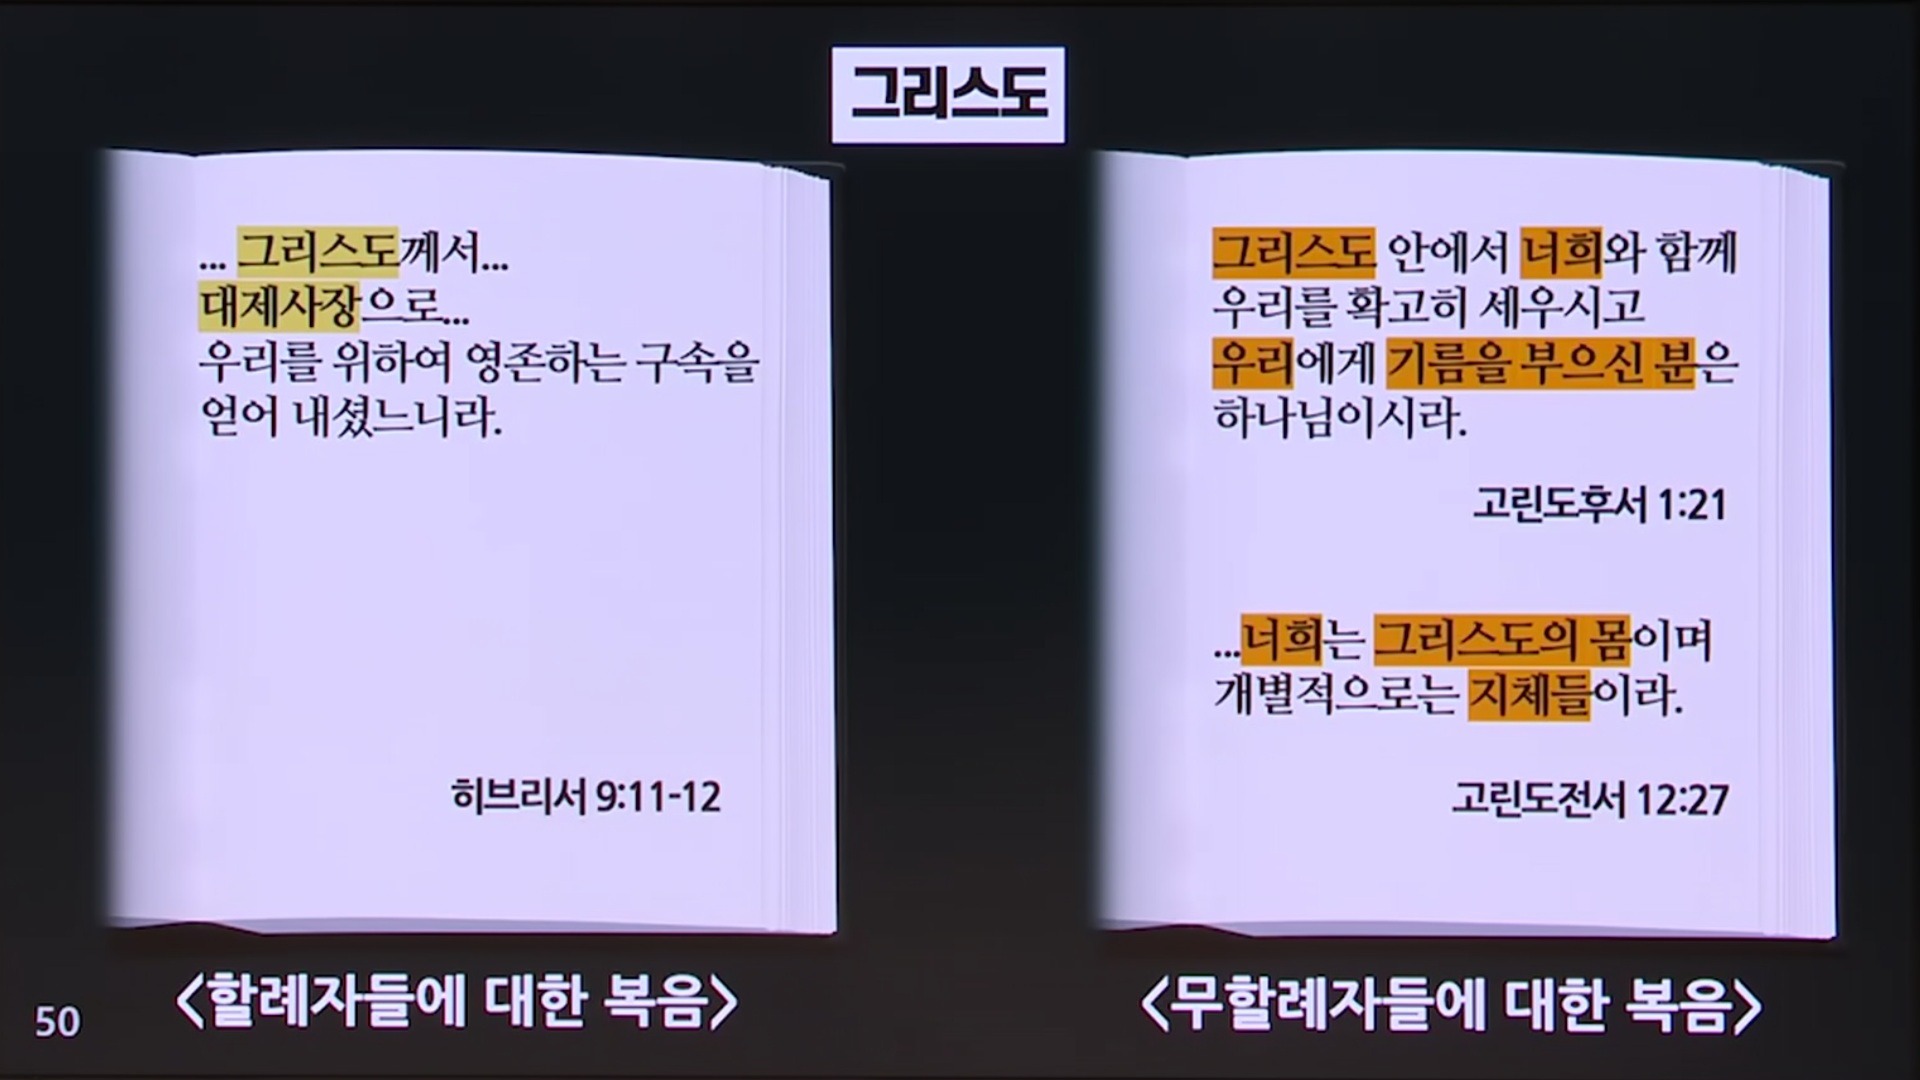 그리스도
... 그리스도께서...
대제사장으로...
우리를 위하여 영존하는 구속을
얻어 내셨느니라.
히브리서 9:11-12
<할례자들에 대한 복음>
그리스도 안에서 너희와 함께
우리를 확고히 세우시고
우리에게 기름을 부으신 분은
하나님이시라.
고린도후서 1:21
...너희는 그리스도의 몸이며
개별적으로는 지체들이라.
고린도전서 12:27
<무할례자들에 대한 복음>
50